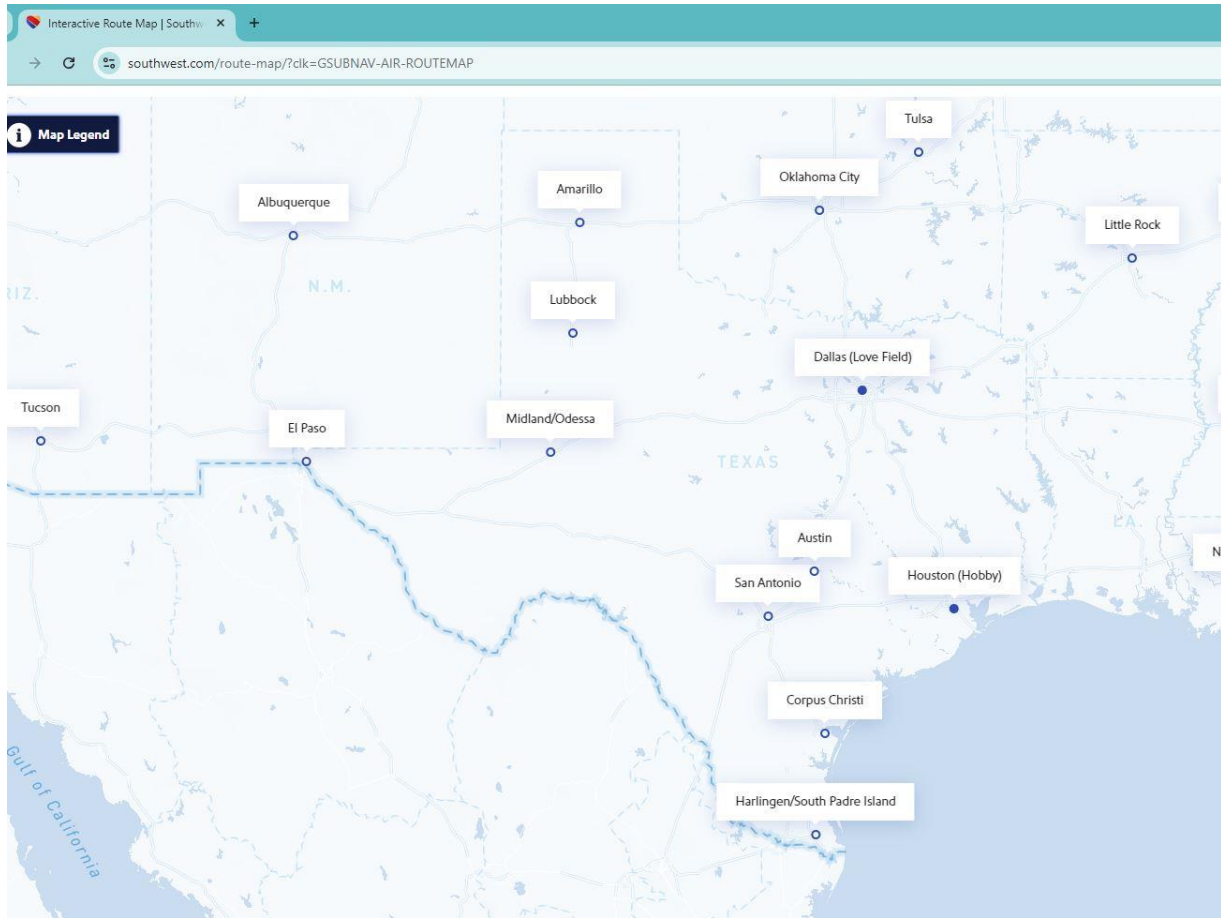 Interactive Route Map | Southw
southwest.com/route-map/?clk=GSUBNAV-AIR-ROUTEMAP
Map Legend
Tulsa
Oklahoma City
Amarillo
Albuquerque
Little Rock
N.M.
RIZ.
Lubbock
Dallas (Love Field)
Tucson
Midland/Odessa
El Paso
TEXAS
LA.
Austin
N
Houston (Hobby)
San Antonio
Corpus Christi
Harlingen/South Padre Island
Gulf of California